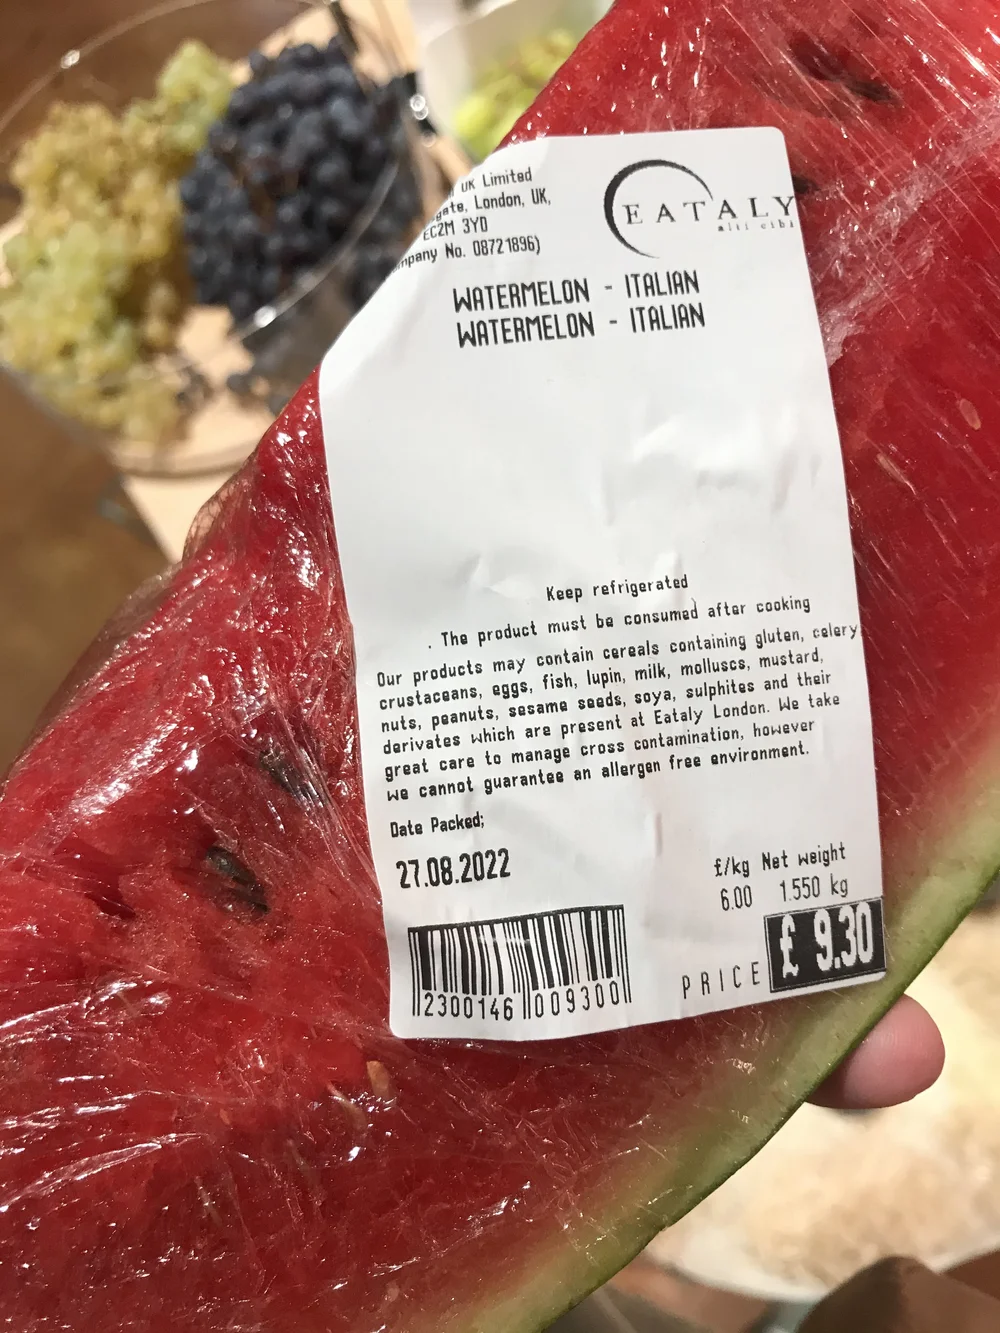 UK Limited
gate, London, UK,
EC2M 3YD
mpany No. 08721896)
EATALY
alti cibi
WATERMELON - ITALIAN
WATERMELON - ITALIAN
Keep refrigerated
. The product must be consumed after cooking
Our products may contain cereals containing gluten, celery
crustaceans, eggs, fish, lupin, milk, molluscs, mustard,
nuts, peanuts, sesame seeds, soya, sulphites and their
derivates which are present at Eataly London. We take
great care to manage cross contamination, however
we cannot guarantee an allergen free environment.
Date Packed;
27.08.2022
£/kg Net weight
6.00 1.550 kg
PRICE £ 9.30
2300146 009300